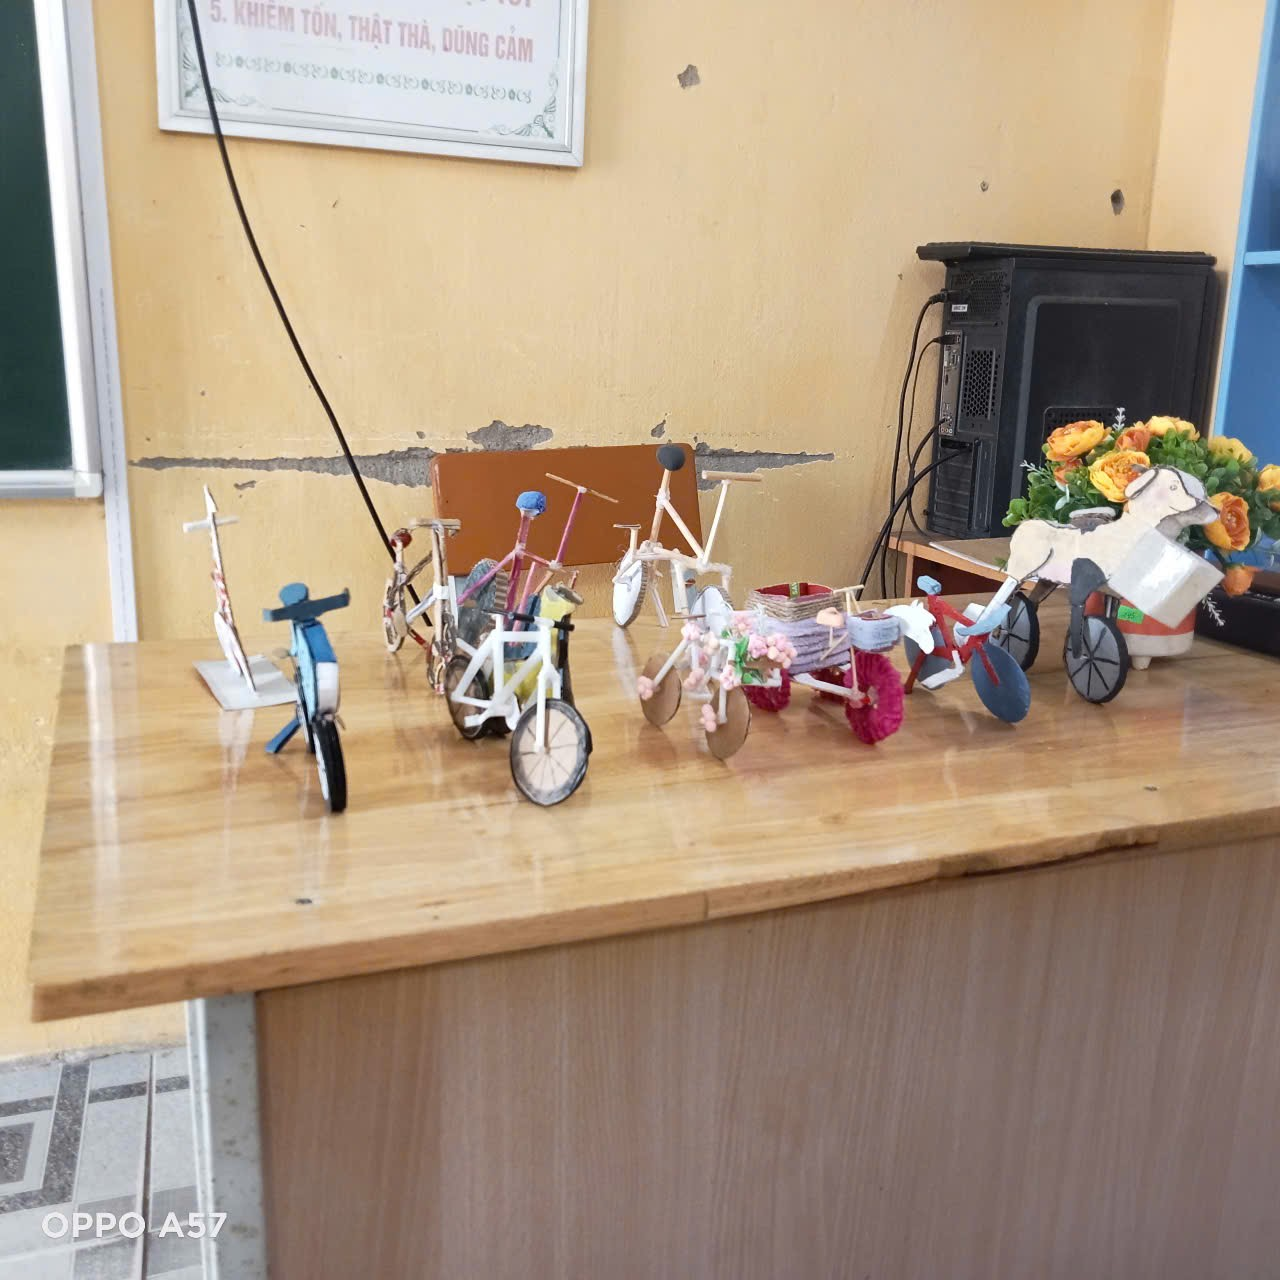 5. KHIÊM TỐN, THẬT THÀ, DŨNG CẢM
OPPO A57